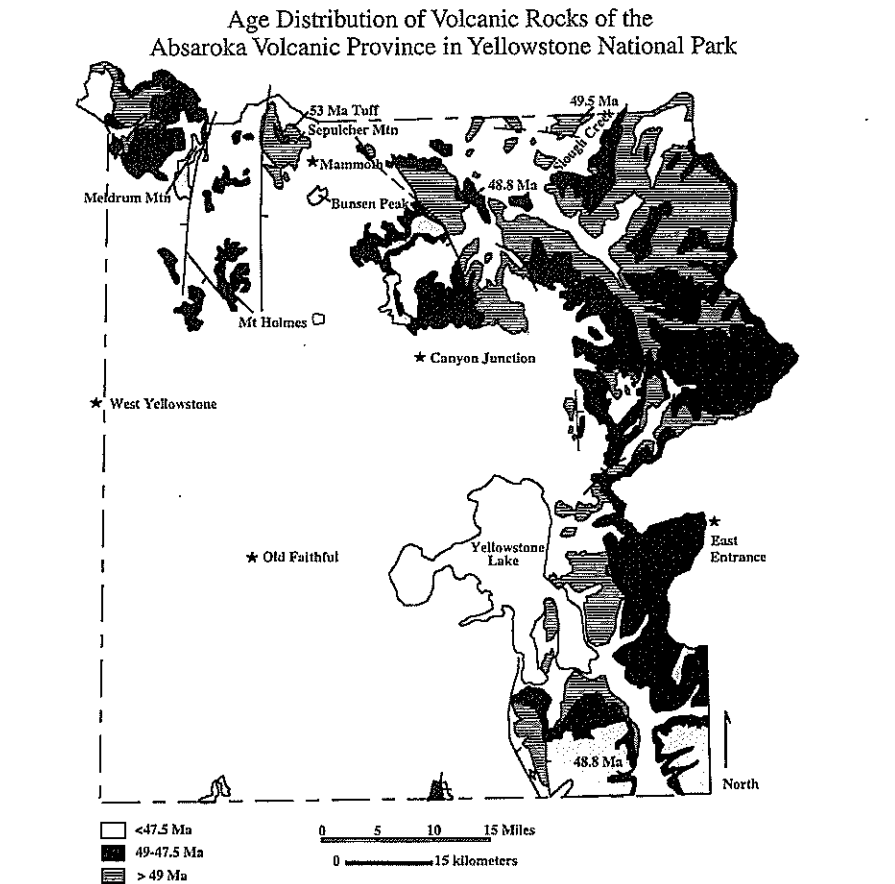 Age Distribution of Volcanic Rocks of the
Absaroka Volcanic Province in Yellowstone National Park
53 Ma Tuff
Sepulcher Mtn
Mammoth
49.5 Ma
Slough Creek
Meldrum Mtn
Bunsen Peak
48.8 Ma
Mt Holmes
Canyon Junction
West Yellowstone
Old Faithful
Yellowstone
Lake
East
Entrance
48.8 Ma
North
<47.5 Ma
49-47.5 Ma
> 49 Ma
0 5 10 15 Miles
0 15 kilometers